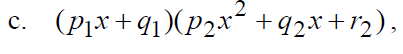 c. (p₁x + q₁)(p₂x² + q₂x + r₂),